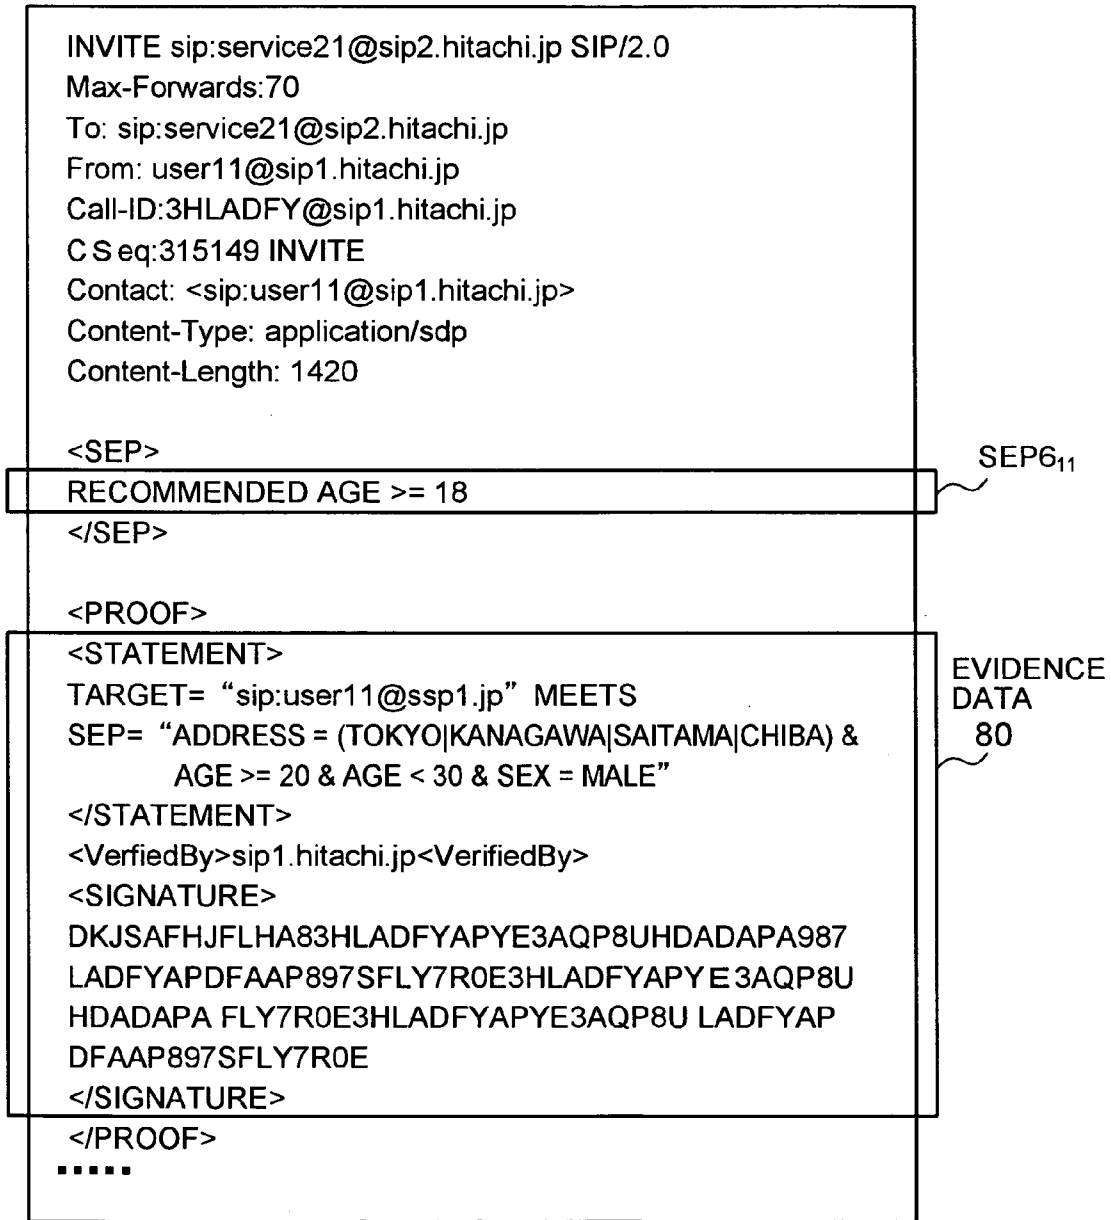 INVITE sip:service21@sip2.hitachi.jp SIP/2.0
Max-Forwards:70
To: sip:service21@sip2.hitachi.jp
From: user11@sip1.hitachi.jp
Call-ID:3HLADFY@sip1.hitachi.jp
CSeq:315149 INVITE
Contact: <sip:user11@sip1.hitachi.jp>
Content-Type: application/sdp
Content-Length: 1420
<SEP>
SEP6₁₁
RECOMMENDED AGE >= 18
</SEP>
<PROOF>
<STATEMENT>
TARGET= “sip:user11@ssp1.jp” MEETS
SEP= “ADDRESS = (TOKYO|KANAGAWA|SAITAMA|CHIBA) &
AGE >= 20 & AGE < 30 & SEX = MALE”
</STATEMENT>
<VerfiedBy>sip1.hitachi.jp<VerifiedBy>
<SIGNATURE>
DKJSAFHJFLHA83HLADFYAPYE3AQP8UHDADAPA987
LADFYAPDFAAP897SFLY7R0E3HLADFYAPYE3AQP8U
HDADAPA FLY7R0E3HLADFYAPYE3AQP8U LADFYAP
DFAAP897SFLY7R0E
</SIGNATURE>
</PROOF>
.....
EVIDENCE
DATA
80